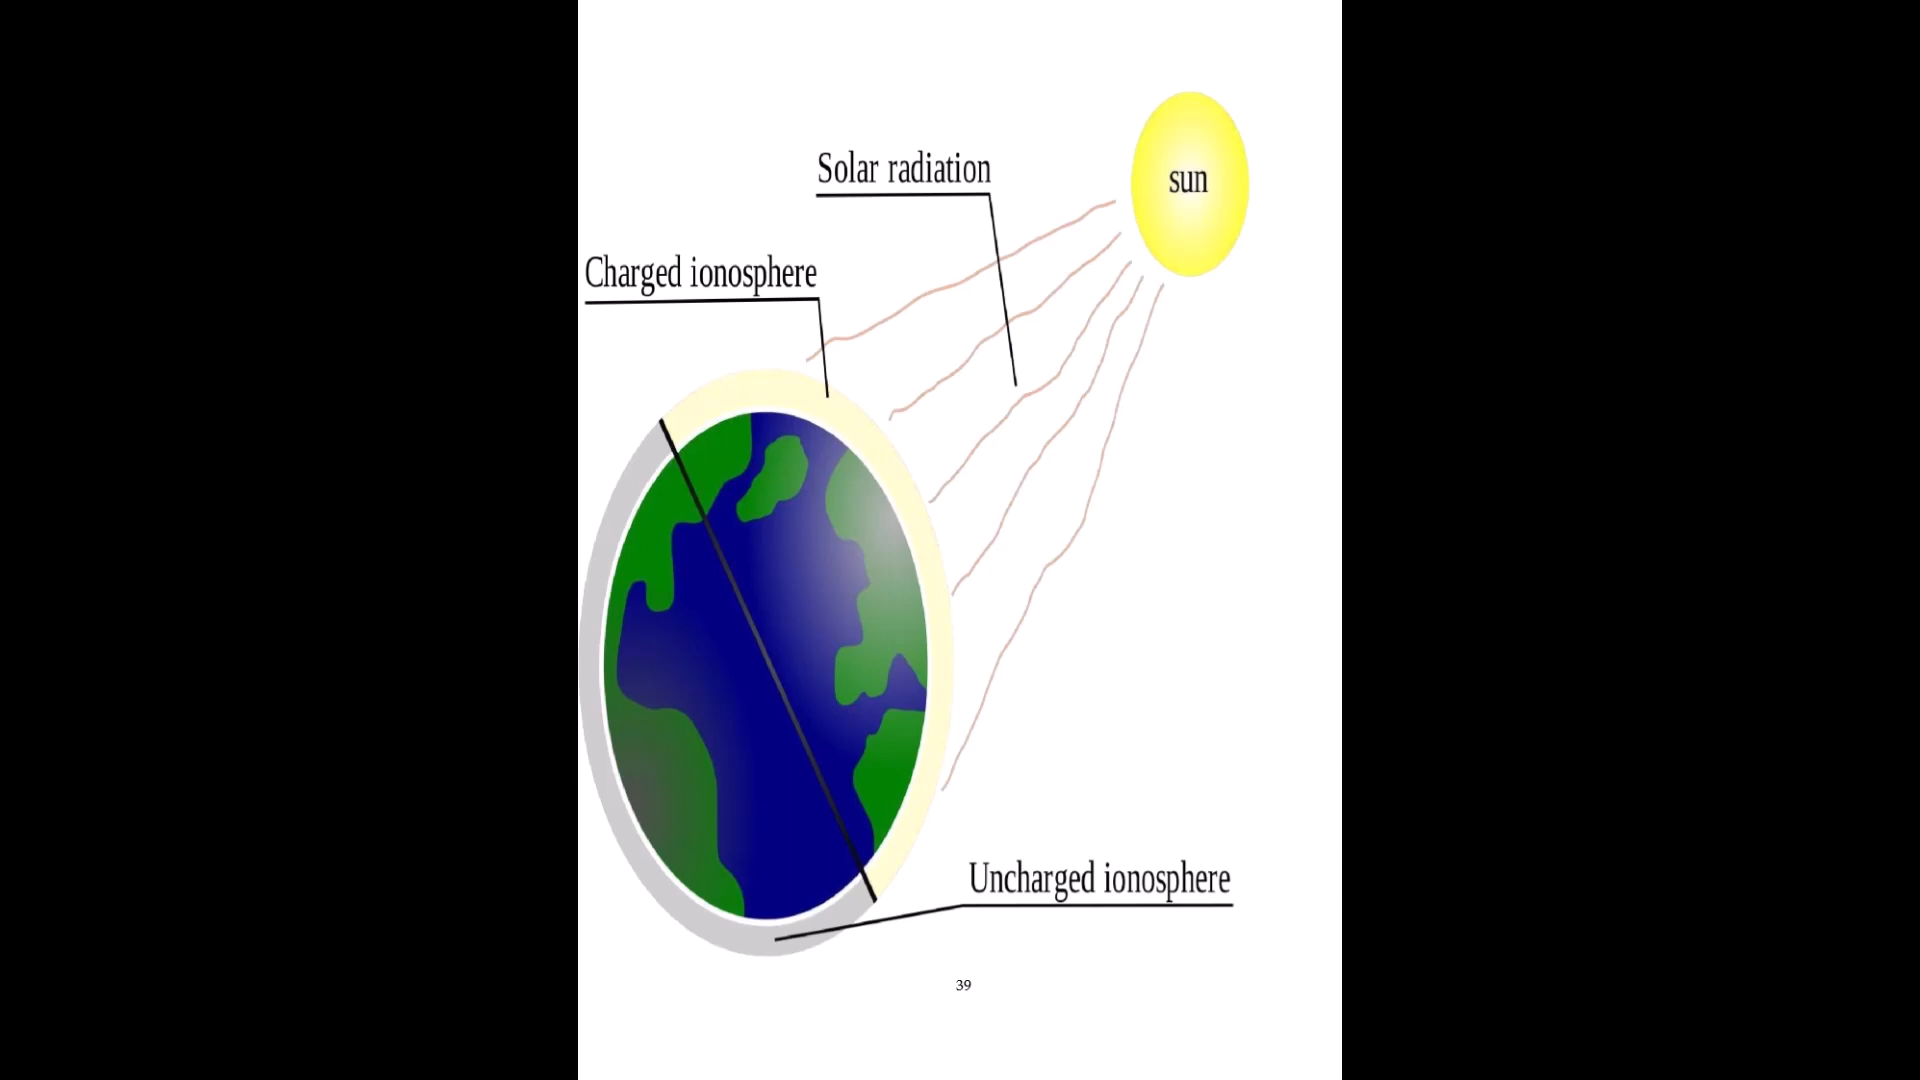 sun
Solar radiation
Charged ionosphere
Uncharged ionosphere
39